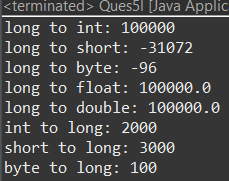 <terminated> Ques5l [Java Applic
long to int: 100000
long to short: -31072
long to byte: -96
long to float: 100000.0
long to double: 100000.0
int to long: 2000
short to long: 3000
byte to long: 100